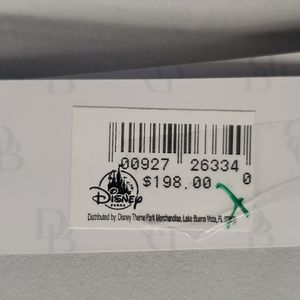 00927 26334 0
$198.00
Disney
PARKS
Distributed by: Disney Theme Park Merchandise, Lake Buena Vista, FL